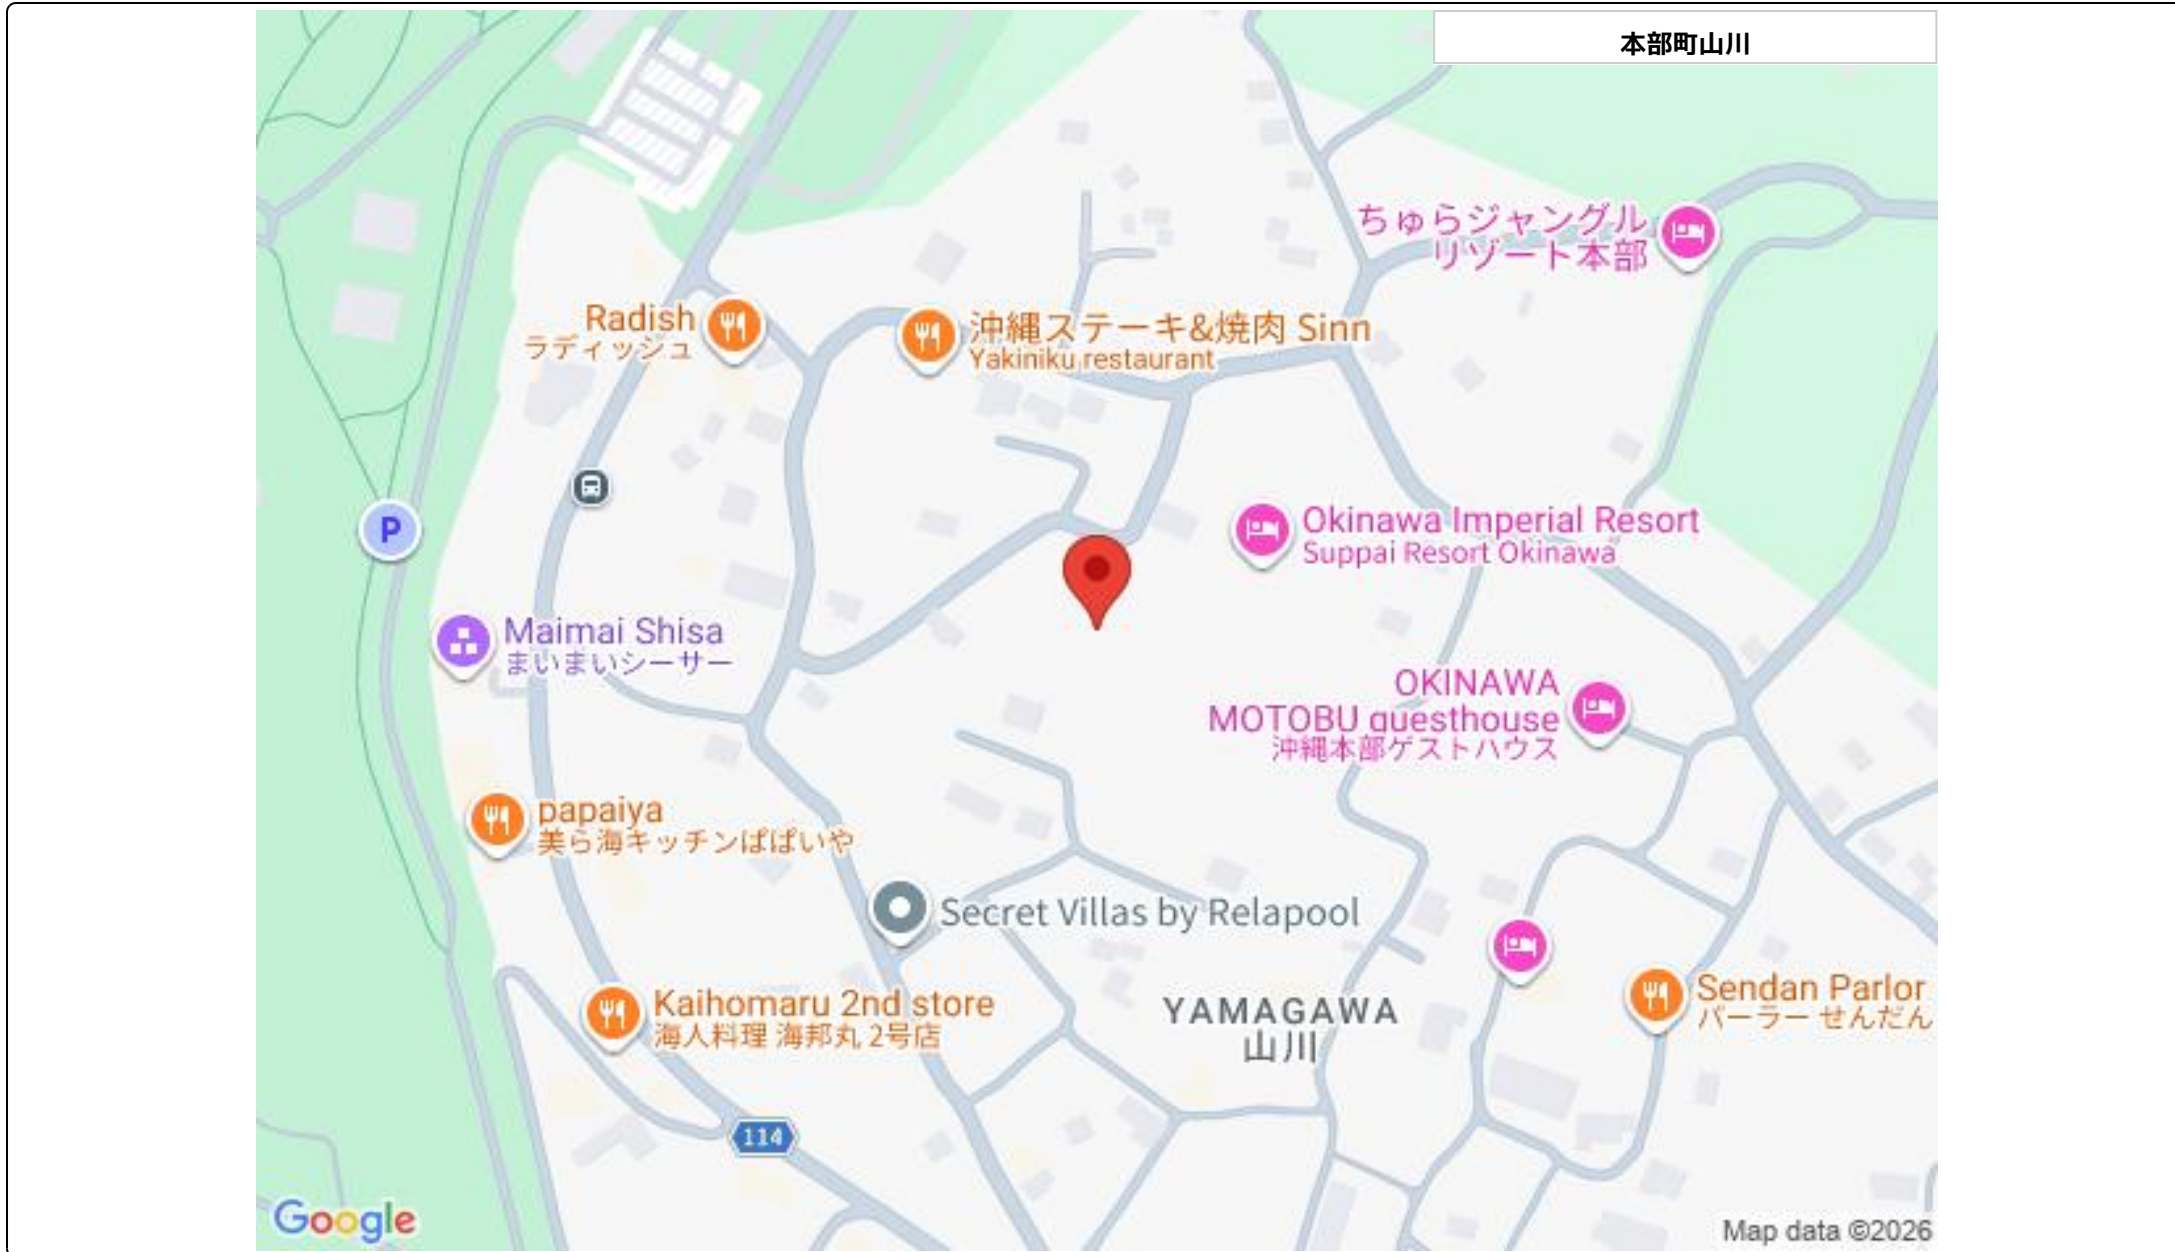 本部町山川
ちゅらジャングル
リゾート本部
Radish
ラディッシュ
沖縄ステーキ&焼肉 Sinn
Yakiniku restaurant
P
Okinawa Imperial Resort
Suppai Resort Okinawa
Maimai Shisa
まいまいシーサー
OKINAWA
MOTOBU guesthouse
沖縄本部ゲストハウス
papaiya
美ら海キッチンぱぱいや
Secret Villas by Relapool
Kaihomaru 2nd store
海人料理 海邦丸 2号店
YAMAGAWA
山川
Sendan Parlor
パーラー せんだん
114
Google
Map data ©2026